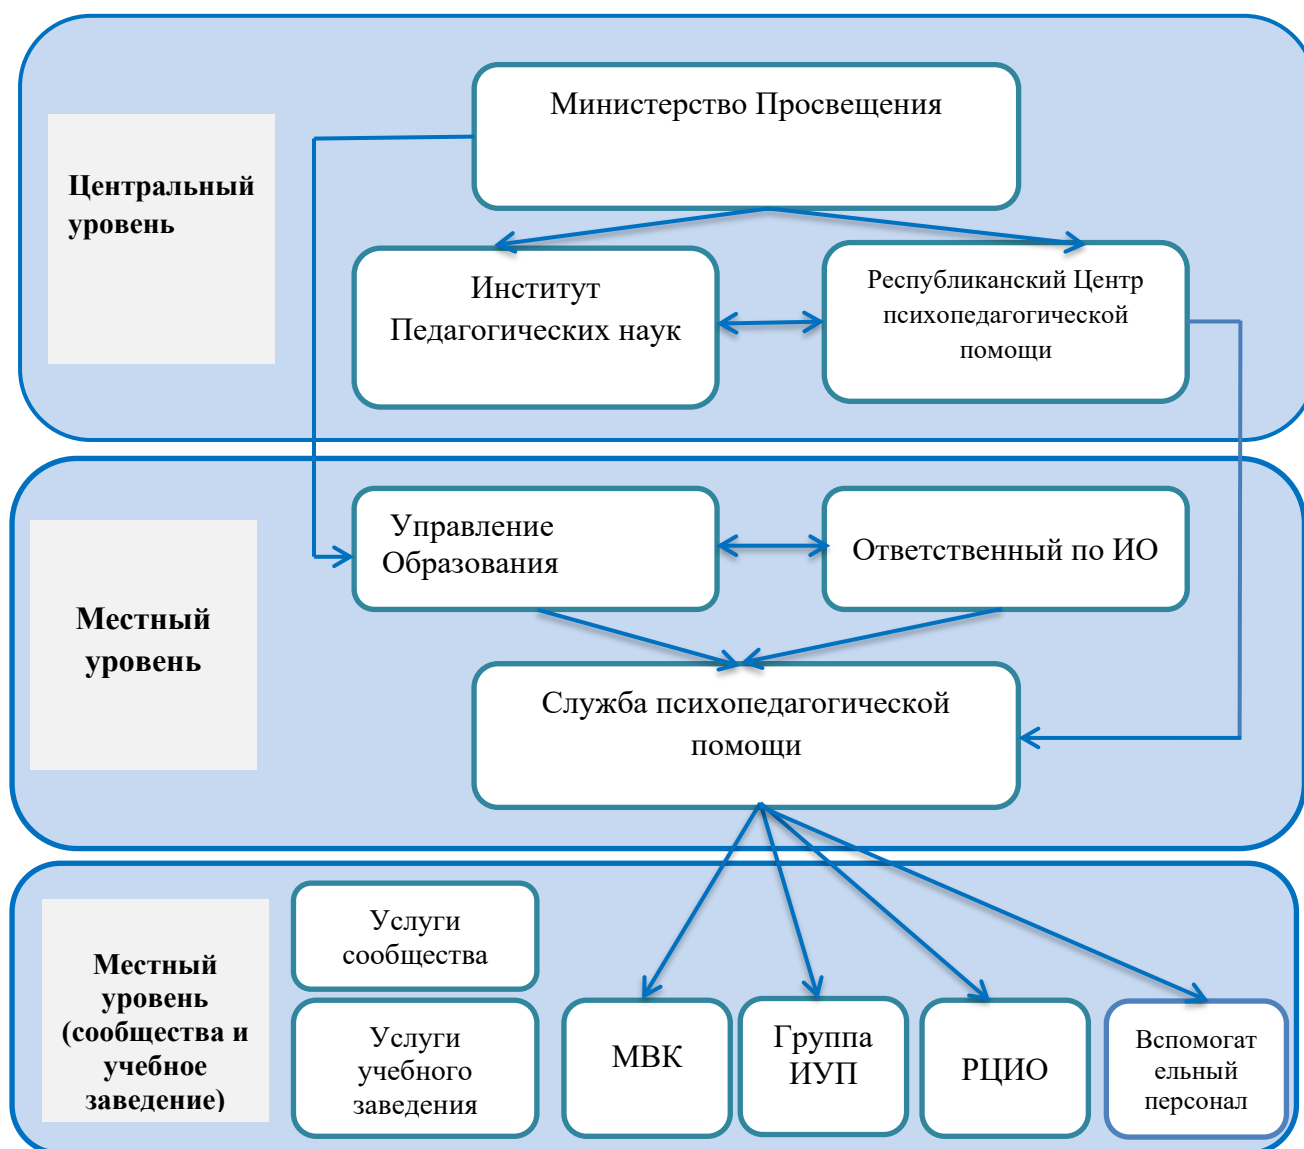 Министерство Просвещения
Центральный
уровень
Институт
Педагогических наук
Республиканский Центр
психопедагогической
помощи
Управление
Образования
Ответственный по ИО
Местный
уровень
Служба психопедагогической
помощи
Местный
уровень
(сообщества и
учебное
заведение)
Услуги
сообщества
Услуги
учебного
заведения
МВК
Группа
ИУП
РЦИО
Вспомогат
ельный
персонал